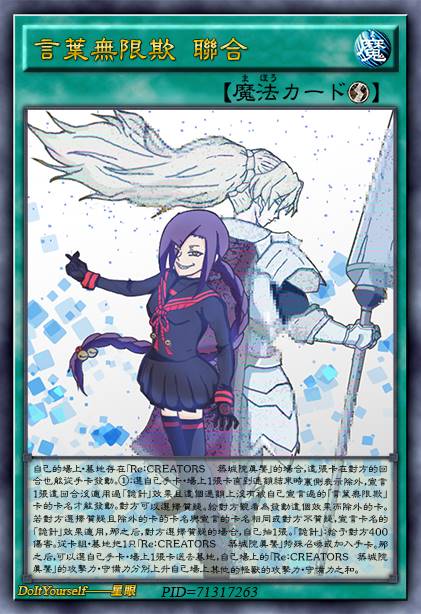 言葉無限欺 聯合
魔
まほう
【魔法カード】
自己的場上・墓地存在「Re:CREATORS 築城院真鍳」的場合,這張卡在對方的回
合也能從手卡發動。①:選自己手卡・場上1張卡直到連鎖結束時裏側表示除外,宣言
1張這回合沒適用過「詭計」效果且這個連鎖上沒有被自己宣言過的「言葉無限欺」
卡的卡名才能發動。對方可以選擇質疑。給對方觀看為發動這個效果所除外的卡。
若對方選擇質疑且除外的卡的卡名與宣言的卡名相同或對方不質疑,宣言卡名的
「詭計」效果適用,那之後,對方選擇質疑的場合,自己抽1張。「詭計」:給予對方400
傷害,從卡組・墓地把1只「Re:CREATORS 築城院真鍳」特殊召喚或加入手卡。那
之後,可以選自己手卡・場上1張卡送去墓地,自己場上的「Re:CREATORS 築城院
真鍳」的攻擊力・守備力分別上升自己場上其他的怪獸的攻擊力・守備力之和。
DoItYourself——星眼
PID=71317263